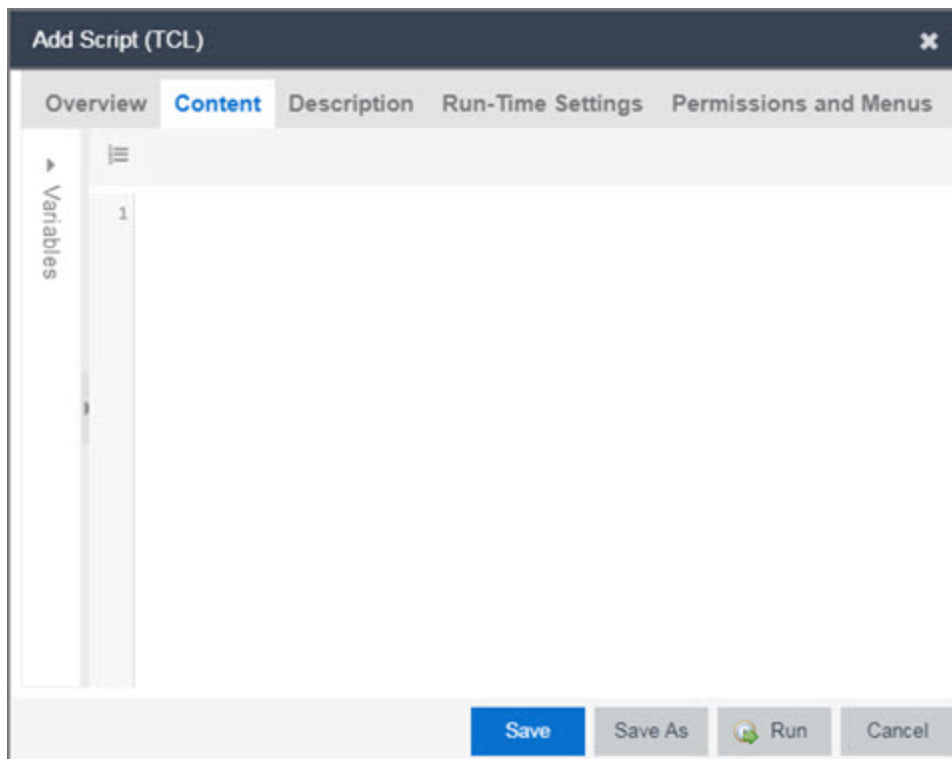 Add Script (TCL)
Overview Content Description Run-Time Settings Permissions and Menus
Variables
1
Save Save As Run Cancel